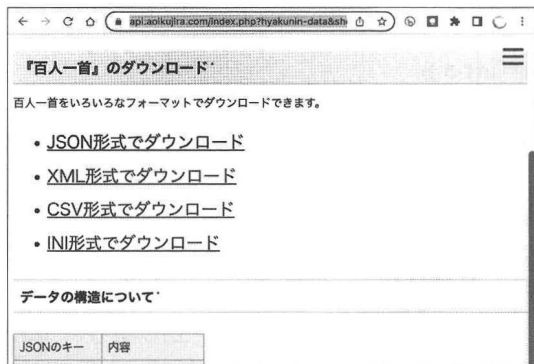 api.aoikujira.com/index.php?hyakunin-data&sh
『百人一首』のダウンロード
百人一首をいろいろなフォーマットでダウンロードできます。
• JSON形式でダウンロード
• XML形式でダウンロード
• CSV形式でダウンロード
• INI形式でダウンロード
データの構造について
JSONのキー 内容